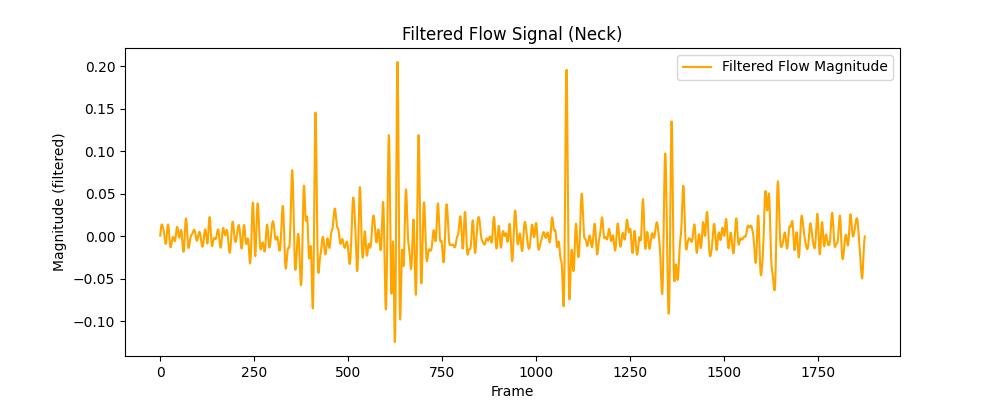 Filtered Flow Signal (Neck)
Filtered Flow Magnitude
Magnitude (filtered)
0.20
0.15
0.10
0.05
0.00
−0.05
−0.10
0 250 500 750 1000 1250 1500 1750
Frame